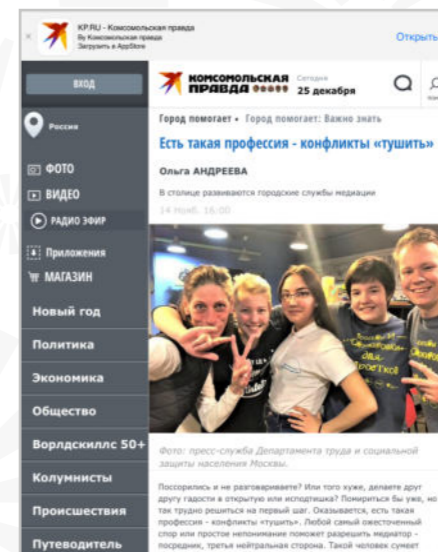 KP.RU - Комсомольская правда
By Комсомольская правда
Загрузить в AppStore
Открыть
ВХОД
Россия
ФОТО
ВИДЕО
РАДИО ЭФИР
Приложения
МАГАЗИН
Новый год
Политика
Экономика
Общество
Ворлдскиллс 50+
Колумнисты
Происшествия
Путеводитель
КОМСОМОЛЬСКАЯ
ПРАВДА
Сегодня
25 декабря
Город помогает • Город помогает: Важно знать
Есть такая профессия - конфликты «тушить»
Ольга АНДРЕЕВА
В столице развиваются городские службы медиации
14 Нояб. 16:00
Фото: пресс-служба Департамента труда и социальной
защиты населения Москвы.
Поссорились и не разговариваете? Или того хуже, делаете друг
другу гадости в открытую или исподтишка? Помириться бы уже, но
так трудно решиться на первый шаг. Оказывается, есть такая
профессия - конфликты «тушить». Любой самый ожесточенный
спор или простое непонимание поможет разрешить медиатор -
посредник, третья нейтральная сторона. Такой человек сумеет